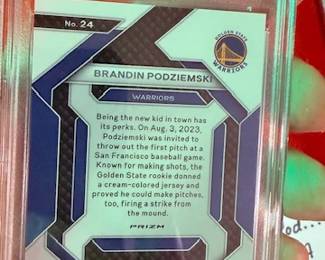 No. 24
GOLDEN STATE
WARRIORS
BRANDIN PODZIEMSKI
WARRIORS
Being the new kid in town has
its perks. On Aug. 3, 2023,
Podziemski was invited to
throw out the first pitch at a
San Francisco baseball game.
Known for making shots, the
Golden State rookie donned
a cream-colored jersey and
proved he could make pitches,
too, firing a strike from
the mound.
PRIZM